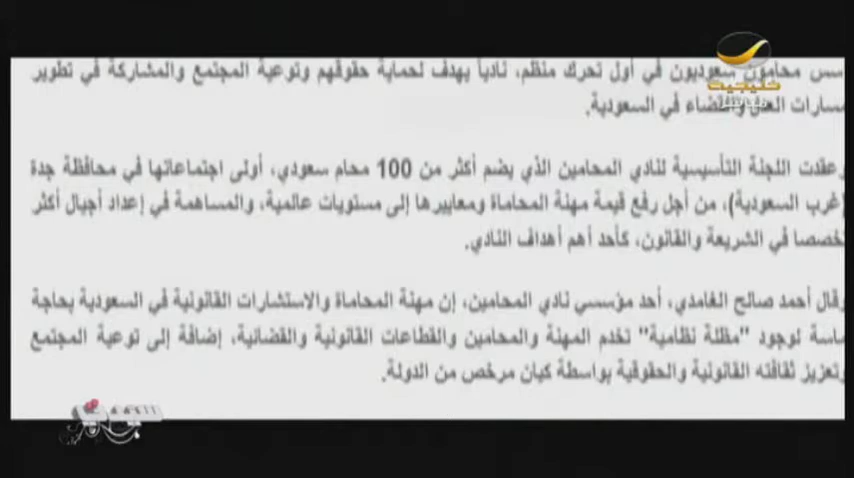 خليجية
مباشر
سس محامون سعوديون في أول تحرك منظم، نادياً يهدف لحماية حقوقهم وتوعية المجتمع والمشاركة في تطوير
مسارات العدل والقضاء في السعودية.
عقدت اللجنة التأسيسية لنادي المحامين الذي يضم أكثر من 100 محام سعودي، أولى اجتماعاتها في محافظة جدة
(غرب السعودية)، من أجل رفع قيمة مهنة المحاماة ومعاييرها إلى مستويات عالمية، والمساهمة في إعداد أجيال أكثر
تخصصا في الشريعة والقانون، كأحد أهم أهداف النادي.
وقال أحمد صالح الغامدي، أحد مؤسسي نادي المحامين، إن مهنة المحاماة والاستشارات القانونية في السعودية بحاجة
ماسة لوجود "مظلة نظامية" تخدم المهنة والمحامين والقطاعات القانونية والقضائية، إضافة إلى توعية المجتمع
وتعزيز ثقافته القانونية والحقوقية بواسطة كيان مرخص من الدولة.